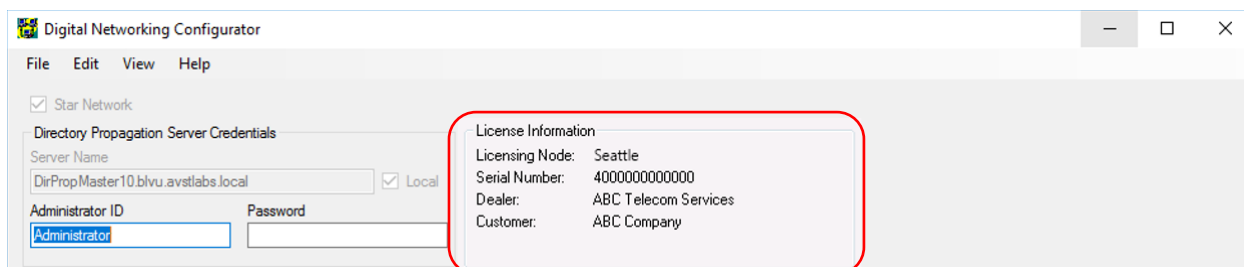 Digital Networking Configurator
File Edit View Help
Star Network
Directory Propagation Server Credentials
Server Name
DirPropMaster10.blvu.avstlabs.local Local
Administrator ID Password
Administrator
License Information
Licensing Node: Seattle
Serial Number: 4000000000000
Dealer: ABC Telecom Services
Customer: ABC Company